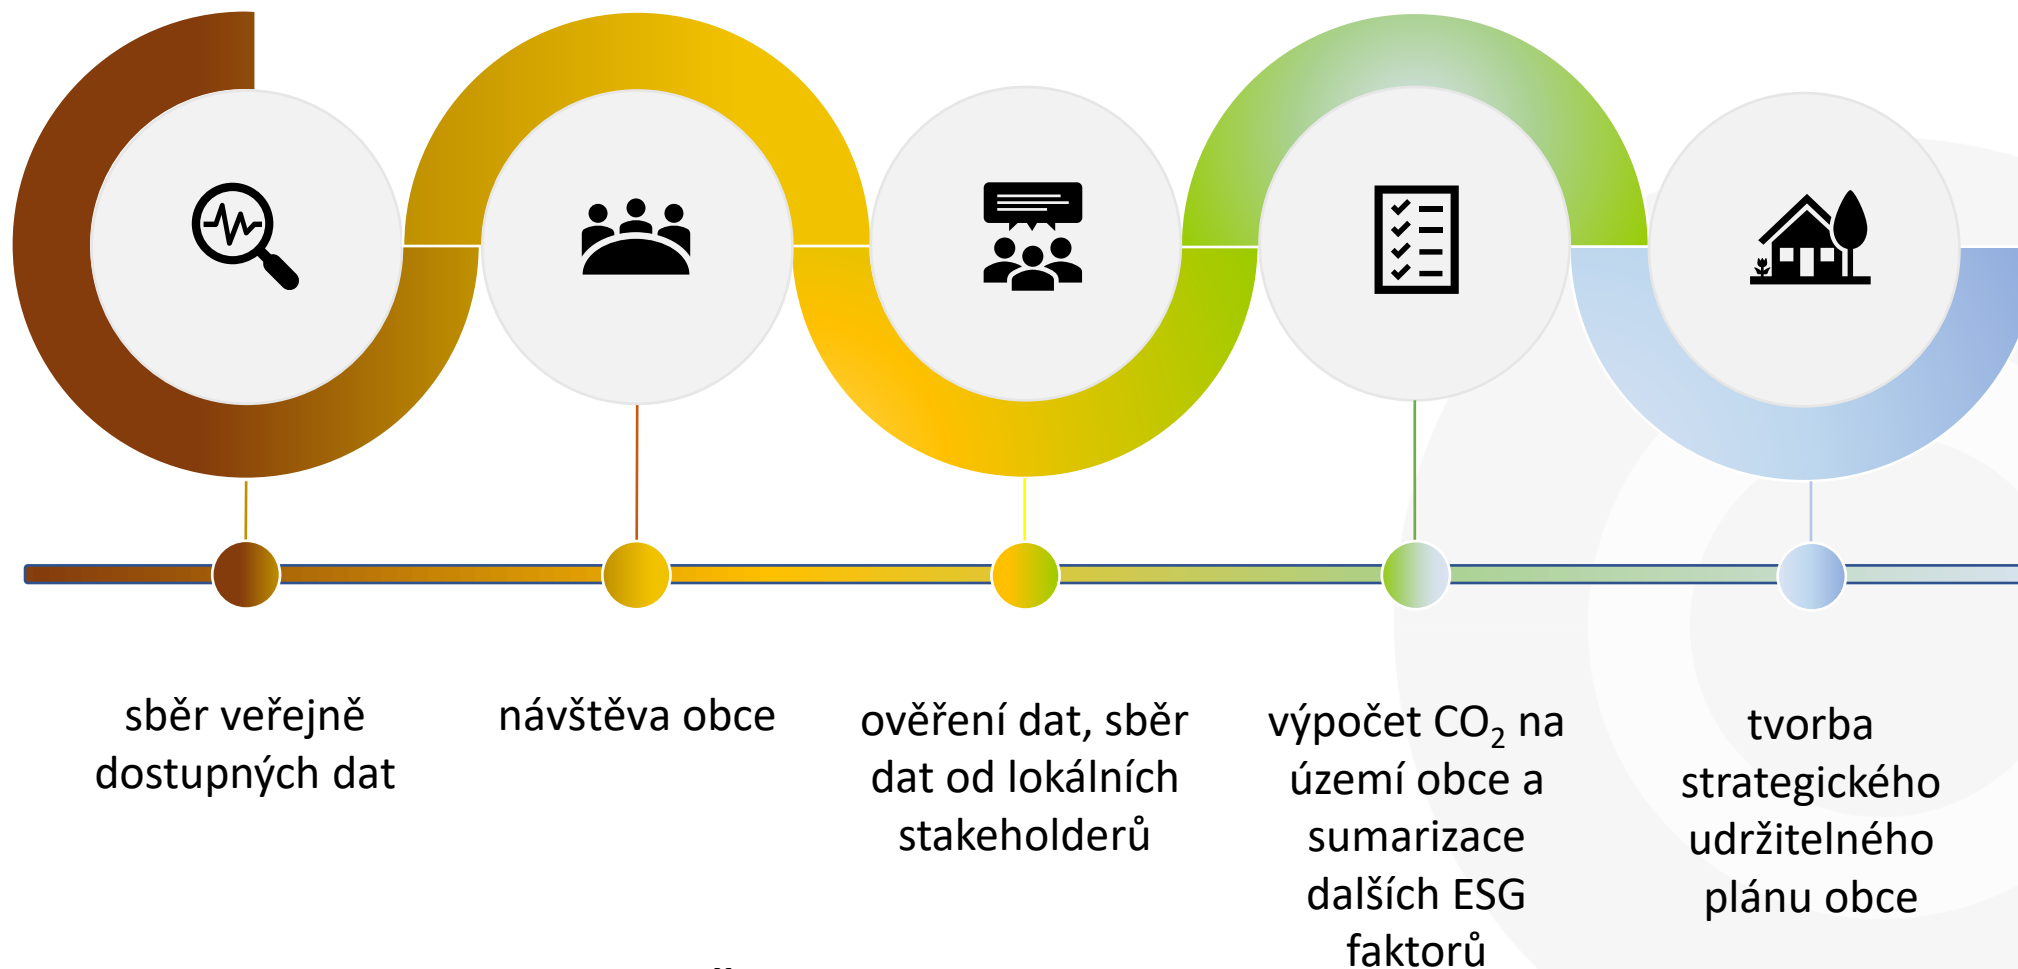 sběr veřejně
dostupných dat
návštěva obce
ověření dat, sběr
dat od lokálních
stakeholderů
výpočet CO₂ na
území obce a
sumarizace
dalších ESG
faktorů
tvorba
strategického
udržitelného
plánu obce